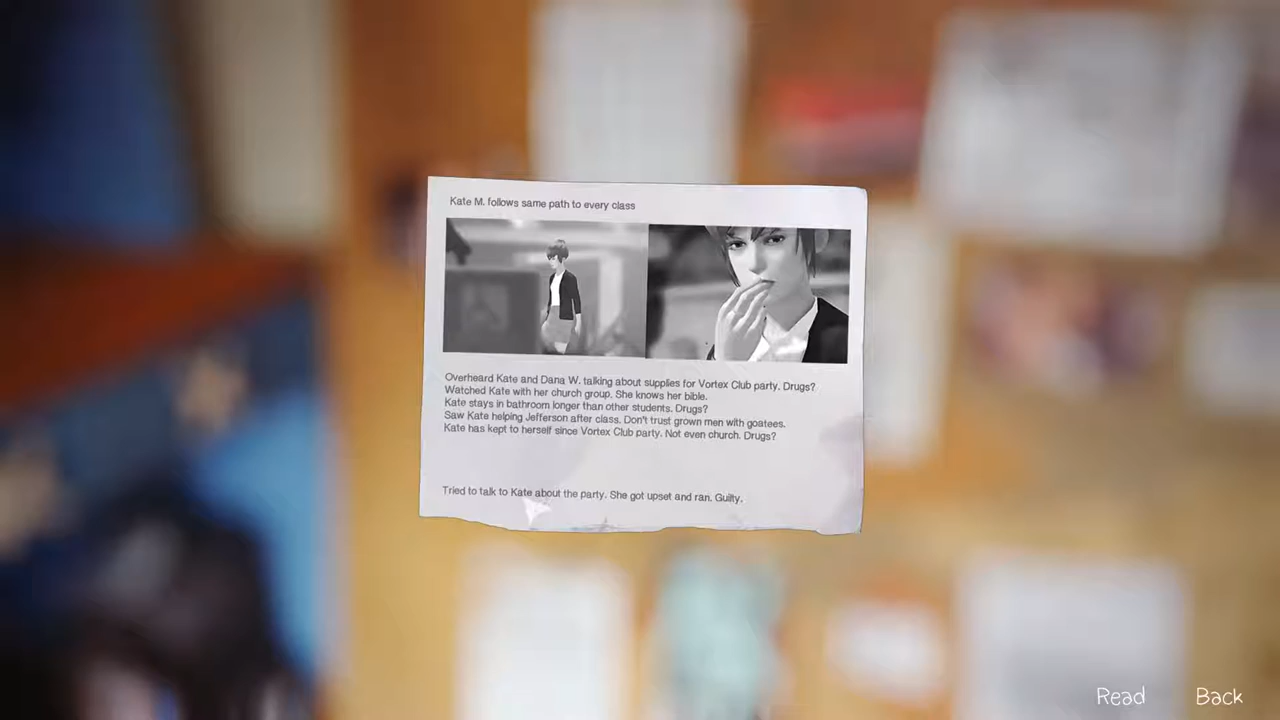 Kate M. follows same path to every class
Overheard Kate and Dana W. talking about supplies for Vortex Club party. Drugs?
Watched Kate with her church group. She knows her bible.
Kate stays in bathroom longer than other students. Drugs?
Saw Kate helping Jefferson after class. Don't trust grown men with goatees.
Kate has kept to herself since Vortex Club party. Not even church. Drugs?
Tried to talk to Kate about the party. She got upset and ran. Guilty.
Read
Back